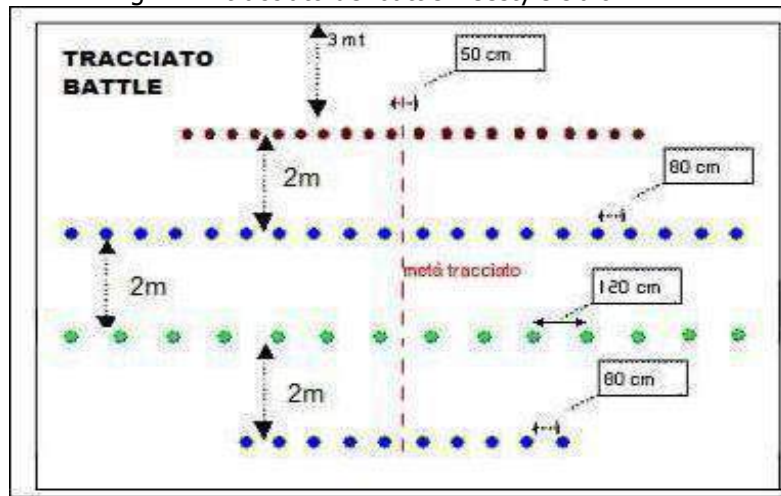 TRACCIATO
BATTLE
3 mt
50 cm
2m
80 cm
2m
metà tracciato
120 cm
2m
80 cm